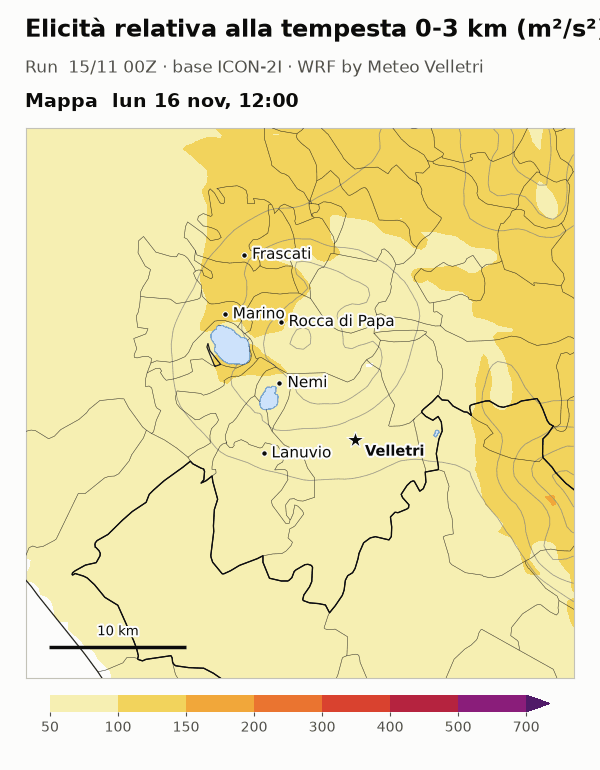 Elicità relativa alla tempesta 0-3 km (m²/s²)
Run 15/11 00Z · base ICON-2I · WRF by Meteo Velletri
Mappa lun 16 nov, 12:00
Frascati
Marino
Rocca di Papa
Nemi
Velletri
Lanuvio
10 km
50 100 150 200 300 400 500 700